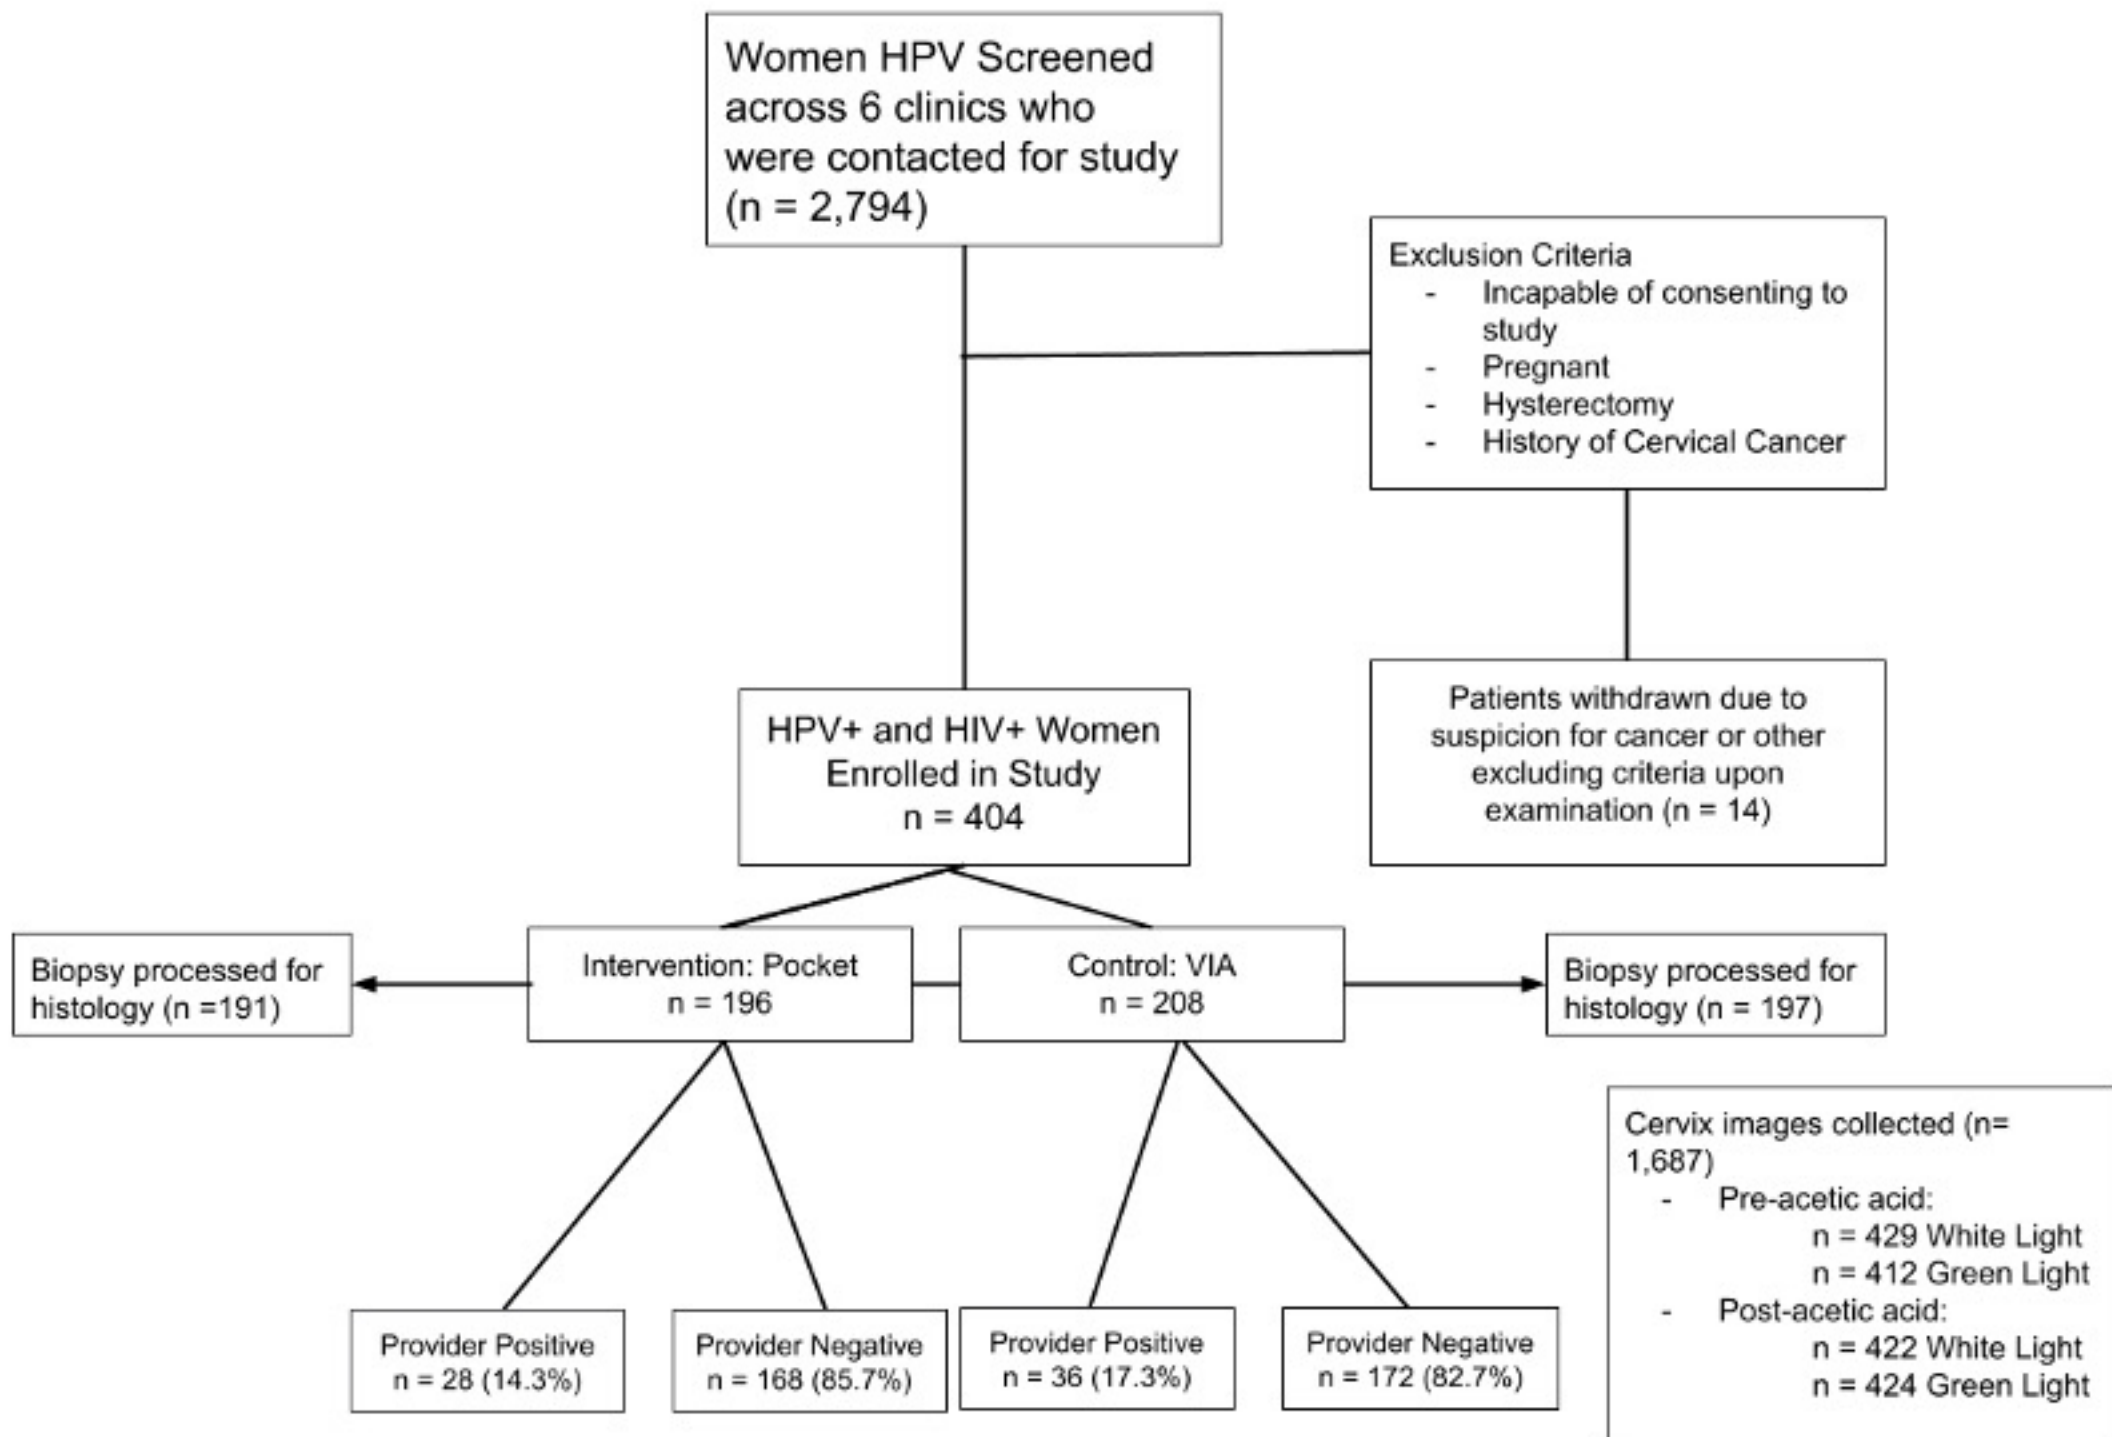 Women HPV Screened
across 6 clinics who
were contacted for study
(n = 2,794)
Exclusion Criteria
- Incapable of consenting to
study
- Pregnant
- Hysterectomy
- History of Cervical Cancer
HPV+ and HIV+ Women
Enrolled in Study
n = 404
Patients withdrawn due to
suspicion for cancer or other
excluding criteria upon
examination (n = 14)
Biopsy processed for
histology (n =191)
Intervention: Pocket
n = 196
Control: VIA
n = 208
Biopsy processed for
histology (n = 197)
Provider Positive
n = 28 (14.3%)
Provider Negative
n = 168 (85.7%)
Provider Positive
n = 36 (17.3%)
Provider Negative
n = 172 (82.7%)
Cervix images collected (n=
1,687)
- Pre-acetic acid:
n = 429 White Light
n = 412 Green Light
- Post-acetic acid:
n = 422 White Light
n = 424 Green Light